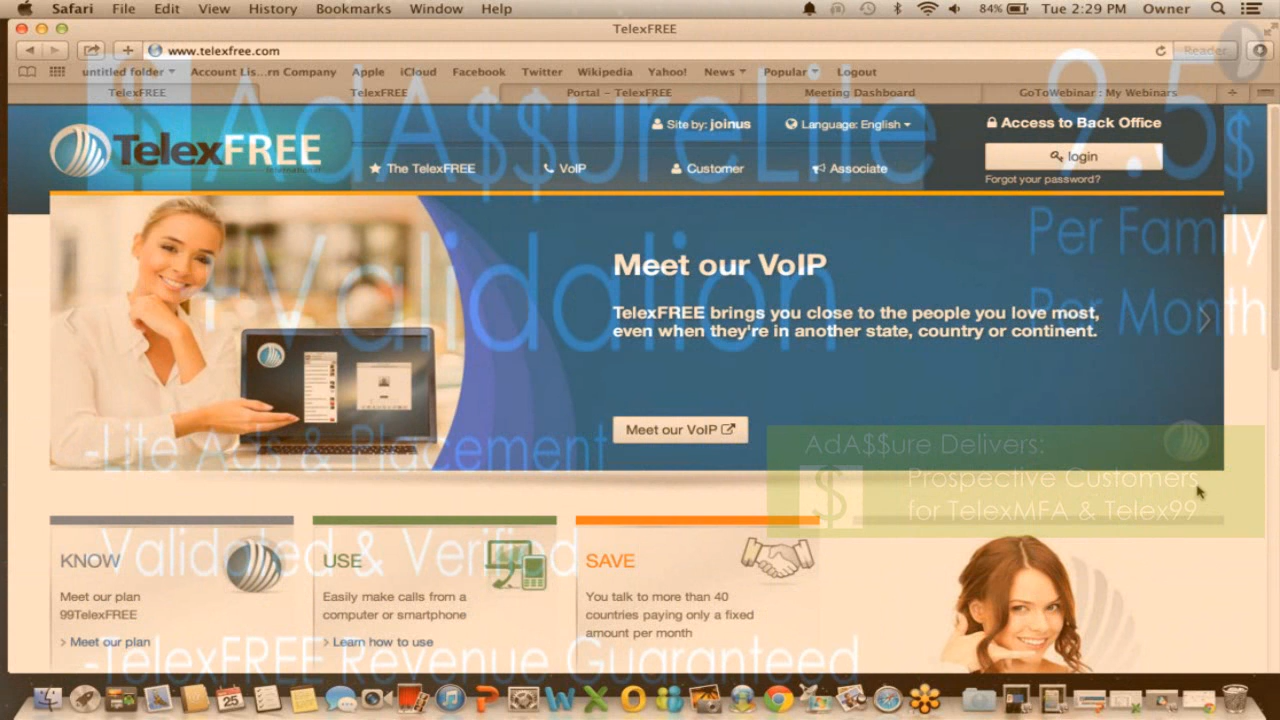 Safari File Edit View History Bookmarks Window Help 84% Tue 2:29 PM Owner
TelexFREE
www.telexfree.com Reader
untitled folder Account Lis...rn Company Apple iCloud Facebook Twitter Wikipedia Yahoo! News Popular Logout
TelexFREE TelexFREE Portal - TelexFREE Meeting Dashboard GoToWebinar : My Webinars
$ AdA$$ureLite 9.5$
Per Family
Per Month
+Validation
-Lite Ads & Placement
Validated & Verified
-TelexFREE Revenue Guaranteed
TelexFREE
International
Site by: joinus Language: English Access to Back Office
The TelexFREE VoIP Customer Associate
login
Forgot your password?
Meet our VoIP
TelexFREE brings you close to the people you love most,
even when they're in another state, country or continent.
Meet our VoIP
AdA$$ure Delivers:
$ Prospective Customers
for TelexMFA & Telex99
KNOW
Meet our plan
99TelexFREE
> Meet our plan
USE
Easily make calls from a
computer or smartphone
> Learn how to use
SAVE
You talk to more than 40
countries paying only a fixed
amount per month
25